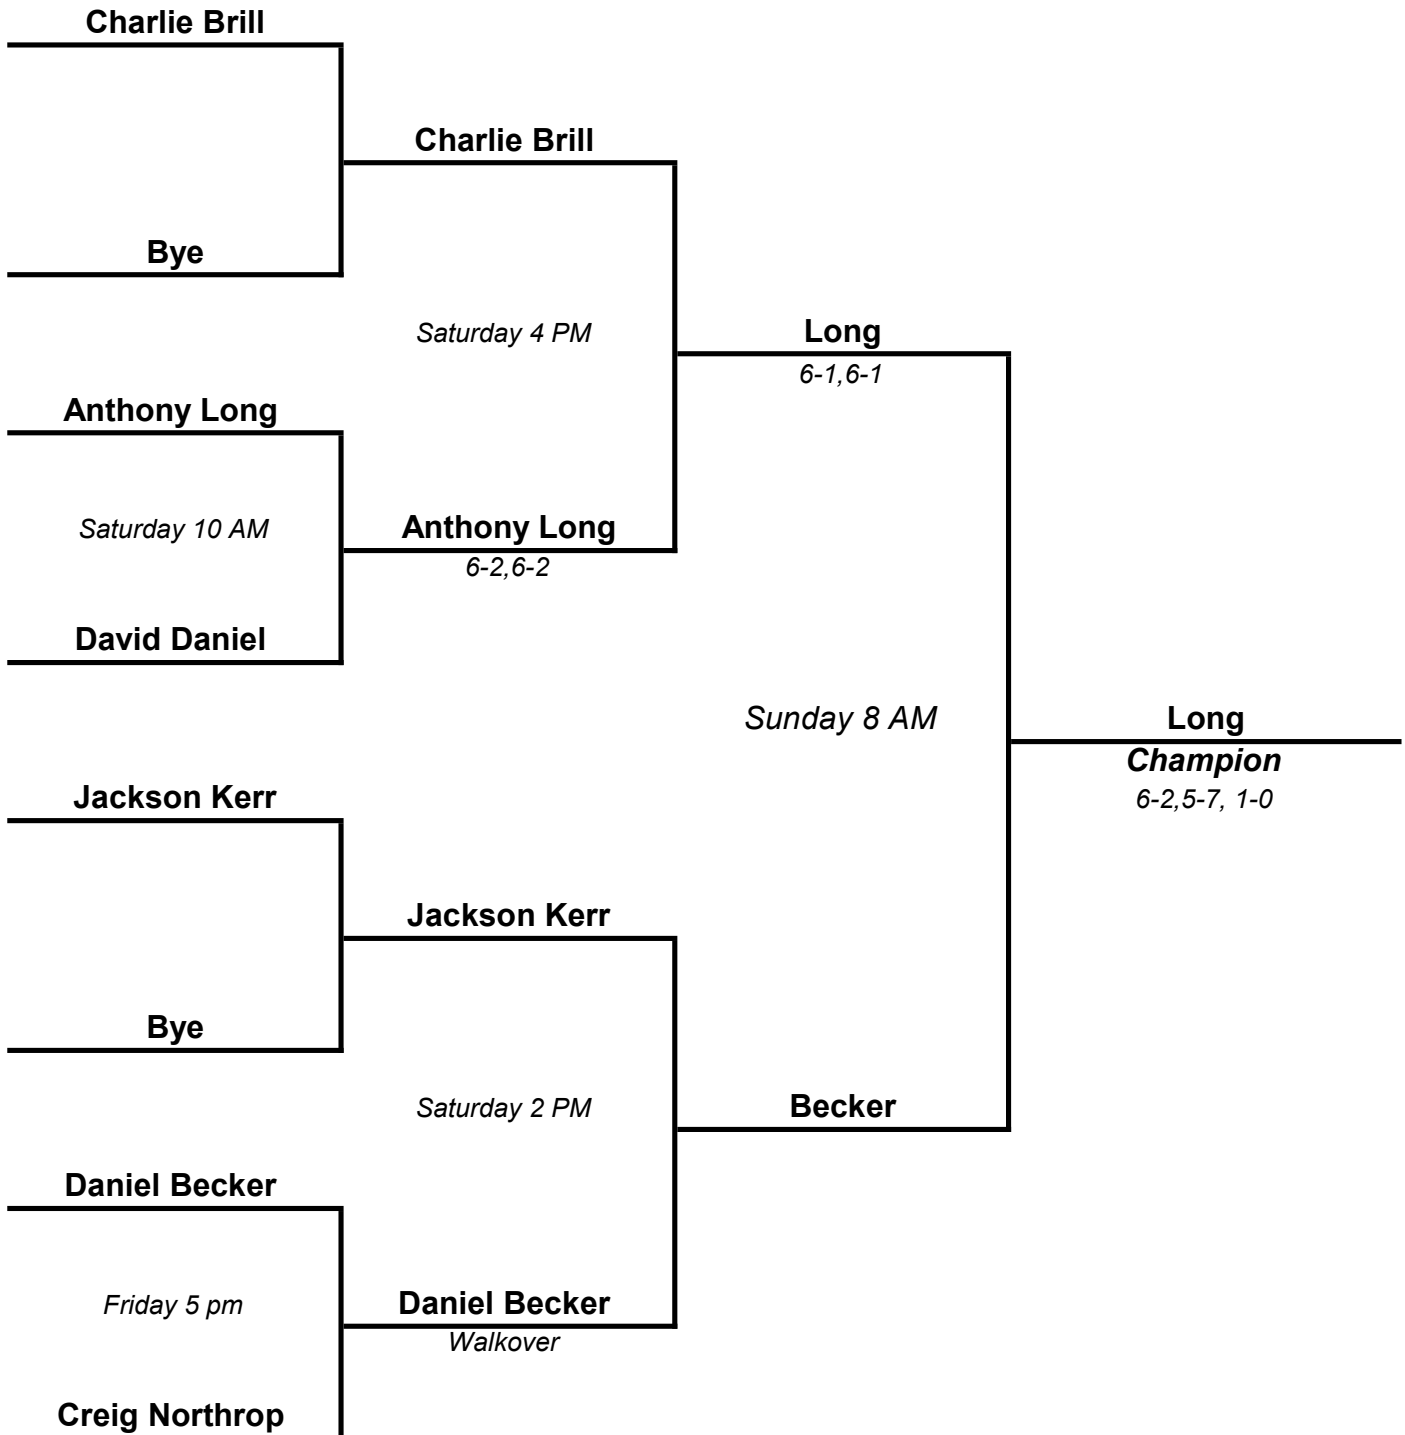 Charlie Brill
Charlie Brill
Bye
Saturday 4 PM
Long
6-1,6-1
Anthony Long
Saturday 10 AM
Anthony Long
6-2,6-2
David Daniel
Sunday 8 AM
Long
Champion
6-2,5-7, 1-0
Jackson Kerr
Jackson Kerr
Bye
Saturday 2 PM
Becker
Daniel Becker
Friday 5 pm
Daniel Becker
Walkover
Creig Northrop